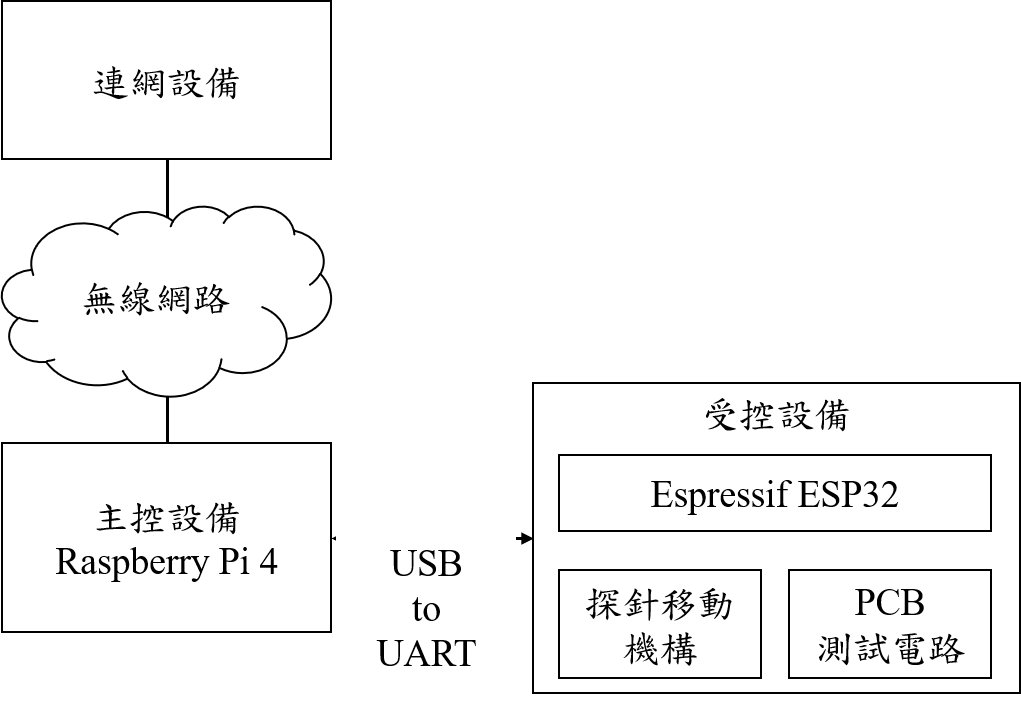 連網設備
無線網路
主控設備
Raspberry Pi 4
USB
to
UART
受控設備
Espressif ESP32
探針移動
機構
PCB
測試電路